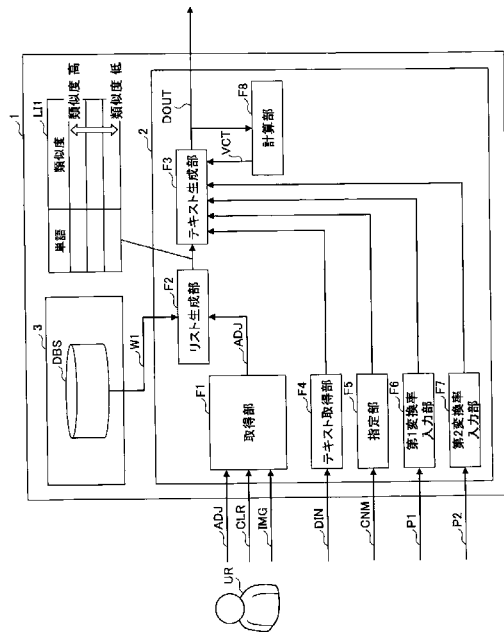 1
3
DBS
W1
LI1
単語
類似度
類似度 高
類似度 低
2
F2
リスト生成部
F3
テキスト生成部
DOUT
VCT
F8
計算部
ADJ
F1
取得部
F4
テキスト取得部
F5
指定部
F6
第1変換率
入力部
F7
第2変換率
入力部
UR
ADJ
CLR
IMG
DIN
CNM
P1
P2